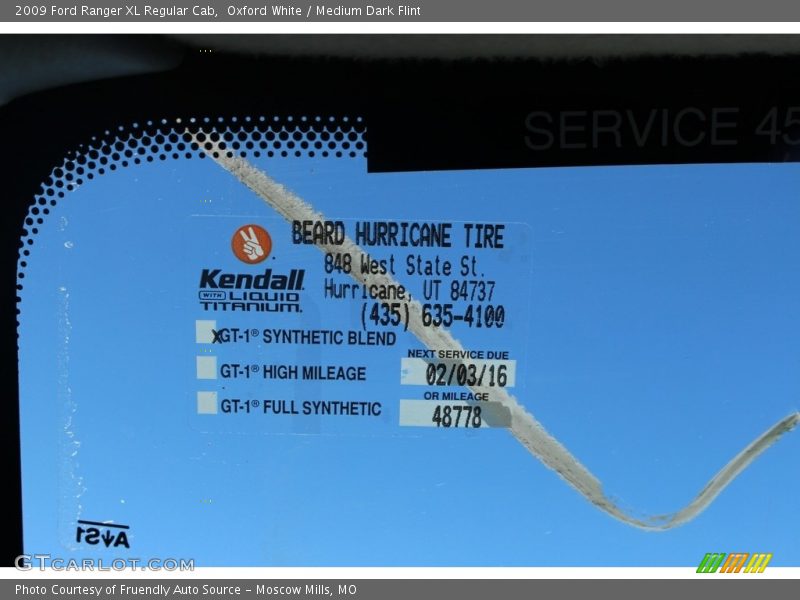 2009 Ford Ranger XL Regular Cab,  Oxford White / Medium Dark Flint
SERVICE 45
BEARD HURRICANE TIRE
848 West State St.
Hurricane, UT 84737
(435) 635-4100
Kendall
WITH LIQUID
TITANIUM.
XGT-1® SYNTHETIC BLEND
GT-1® HIGH MILEAGE
GT-1® FULL SYNTHETIC
NEXT SERVICE DUE
02/03/16
OR MILEAGE
48778
AS1
GTCARLOT.COM
Photo Courtesy of Fruendly Auto Source – Moscow Mills, MO